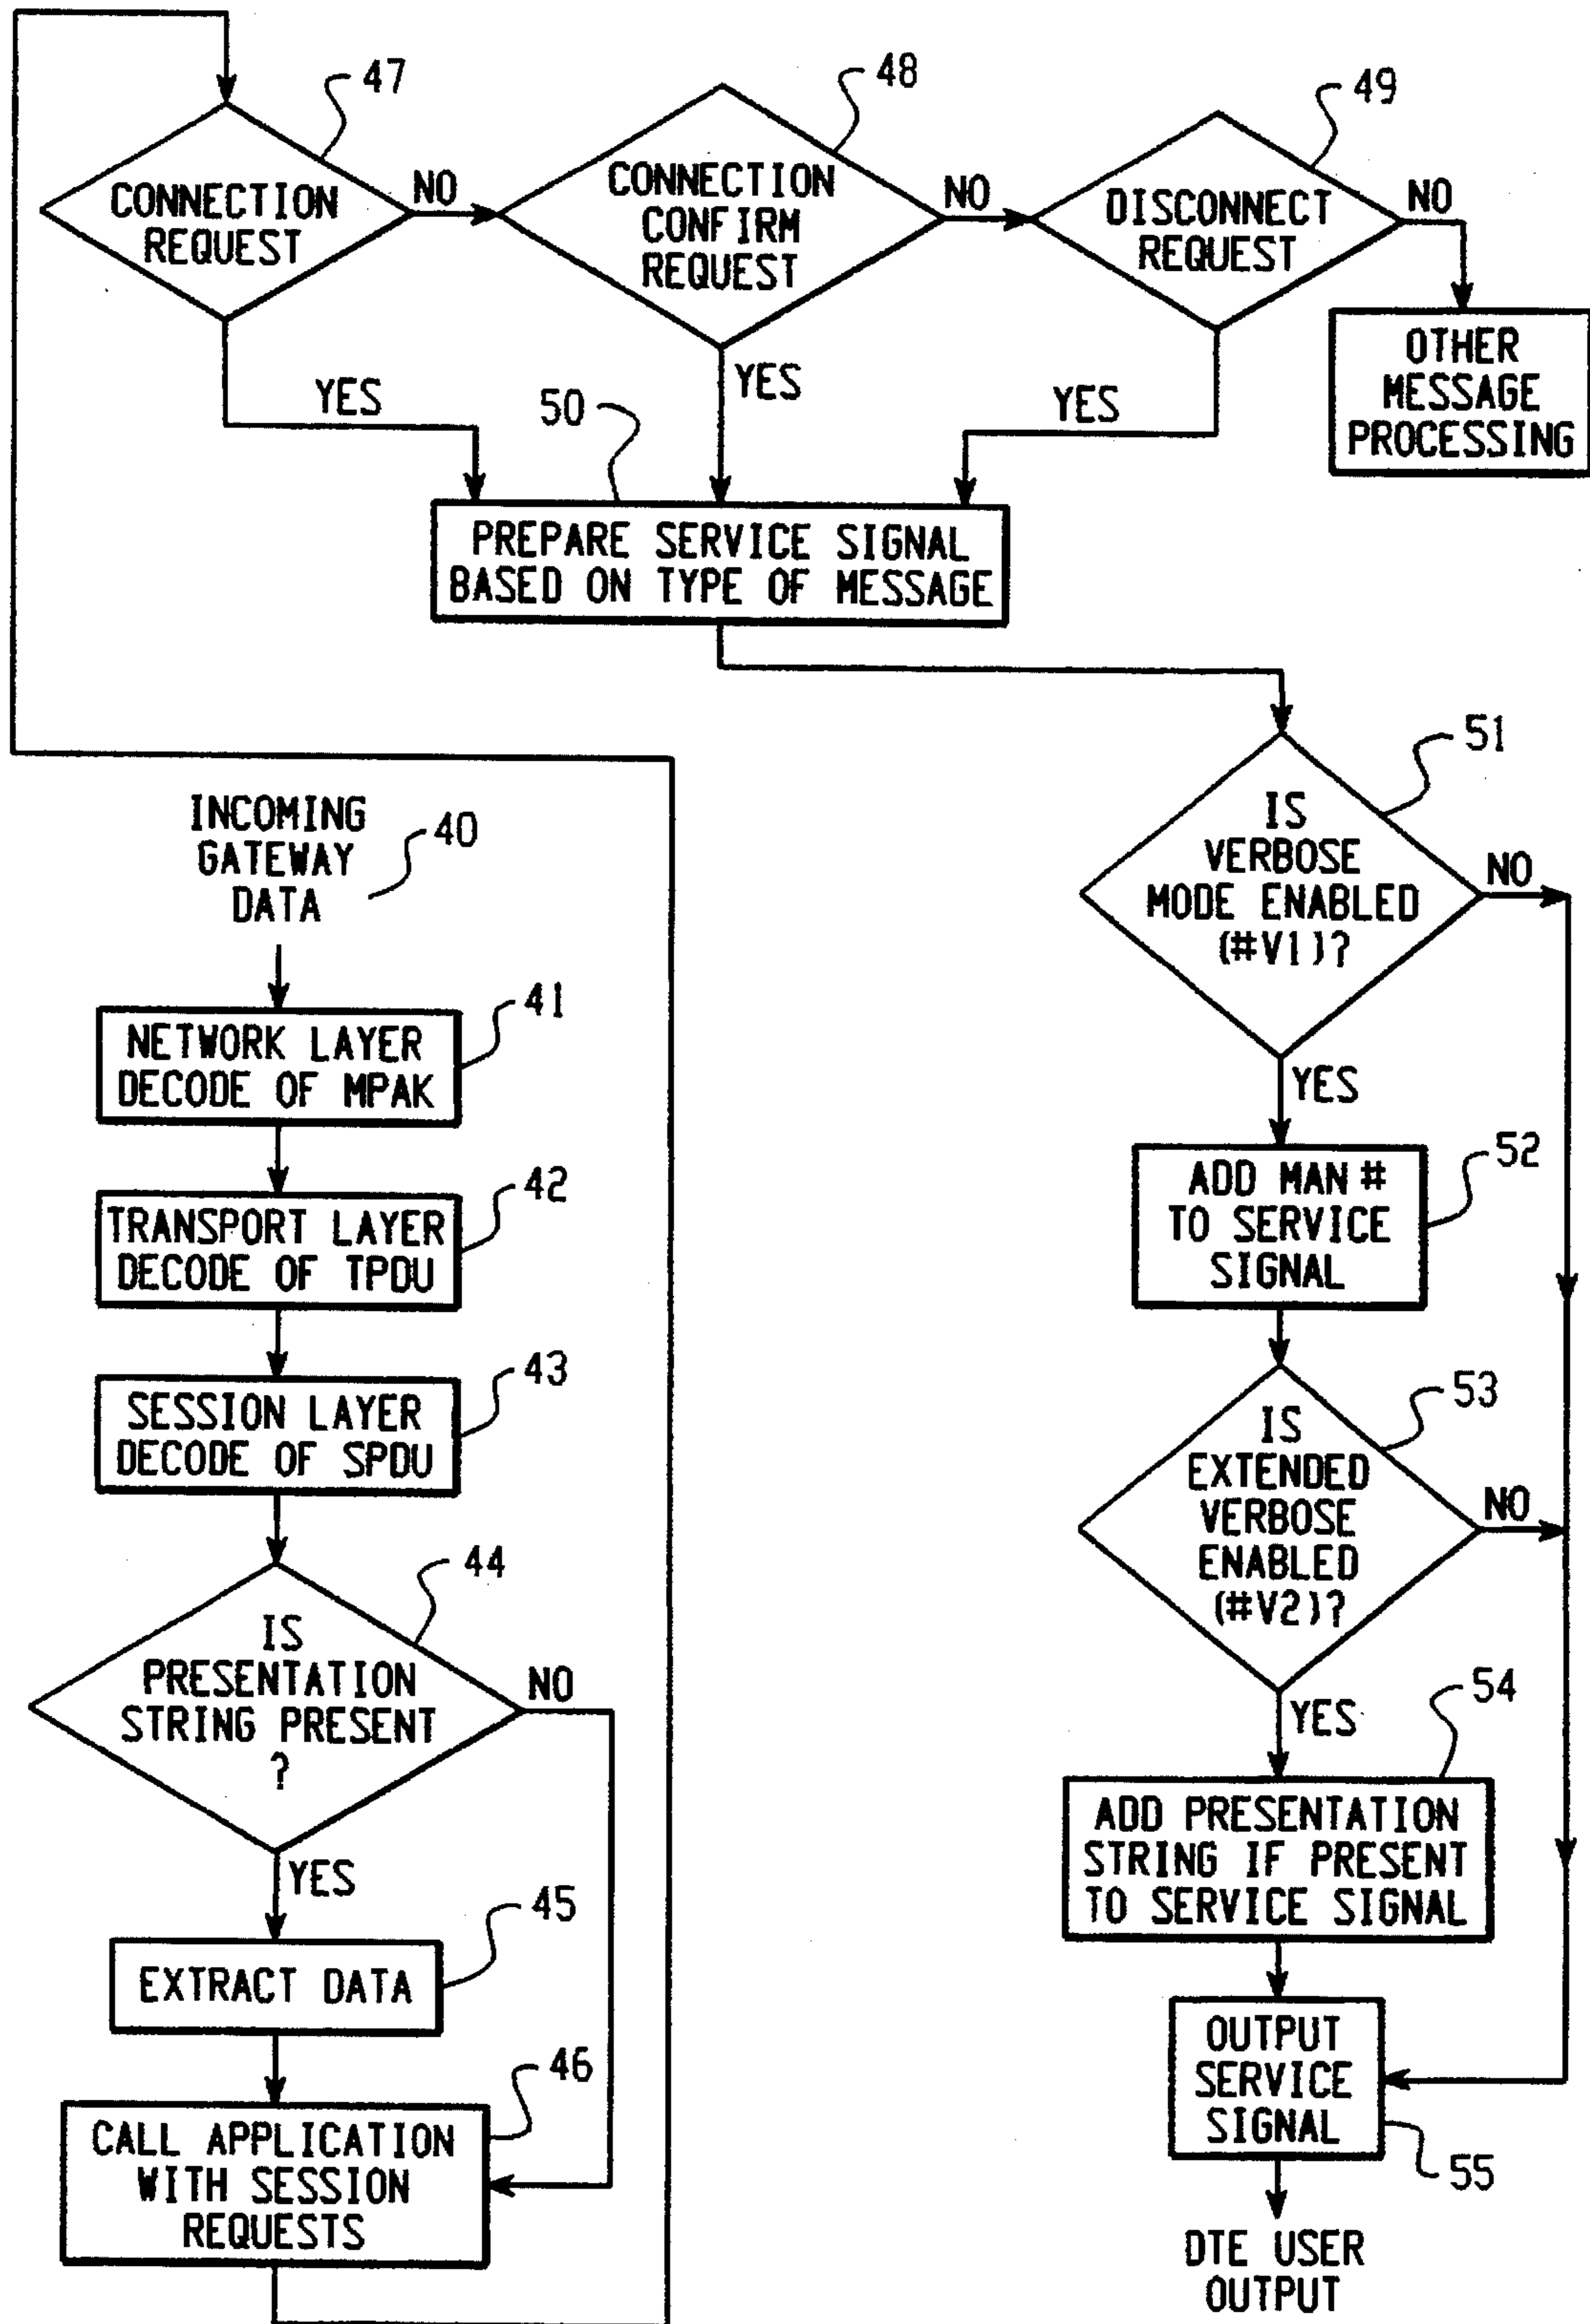 47
CONNECTION
REQUEST
NO
48
CONNECTION
CONFIRM
REQUEST
NO
49
DISCONNECT
REQUEST
NO
OTHER
MESSAGE
PROCESSING
YES
YES
YES
50
PREPARE SERVICE SIGNAL
BASED ON TYPE OF MESSAGE
INCOMING
GATEWAY
DATA
40
NETWORK LAYER
DECODE OF MPAK
41
TRANSPORT LAYER
DECODE OF TPDU
42
SESSION LAYER
DECODE OF SPDU
43
IS
PRESENTATION
STRING PRESENT
?
44
NO
YES
EXTRACT DATA
45
CALL APPLICATION
WITH SESSION
REQUESTS
46
IS
VERBOSE
MODE ENABLED
(#V1)?
51
NO
YES
ADD MAN #
TO SERVICE
SIGNAL
52
IS
EXTENDED
VERBOSE
ENABLED
(#V2)?
53
NO
YES
54
ADD PRESENTATION
STRING IF PRESENT
TO SERVICE SIGNAL
OUTPUT
SERVICE
SIGNAL
55
DTE USER
OUTPUT